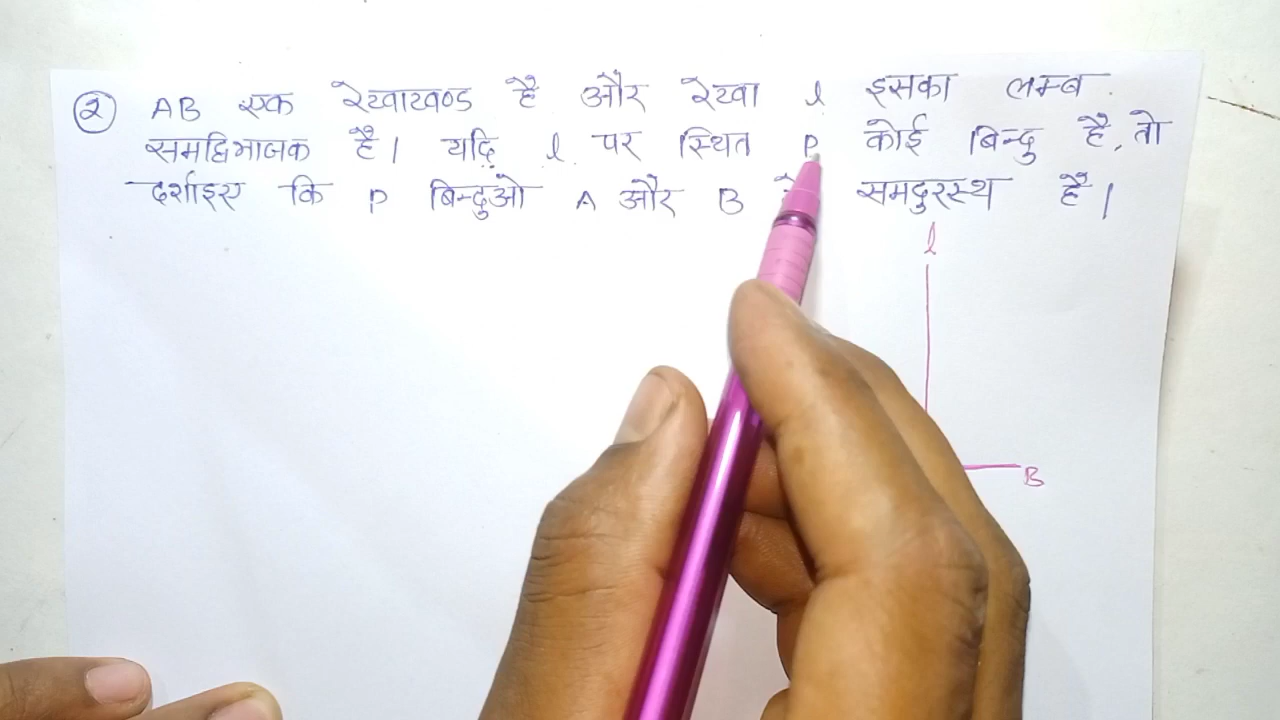 ② AB एक रेखाखण्ड है और रेखा l इसका लम्ब
समद्विभाजक है। यदि l पर स्थित P कोई बिन्दु है, तो
दर्शाइए कि P बिन्दुओ A और B समदुरस्थ है।
l
B